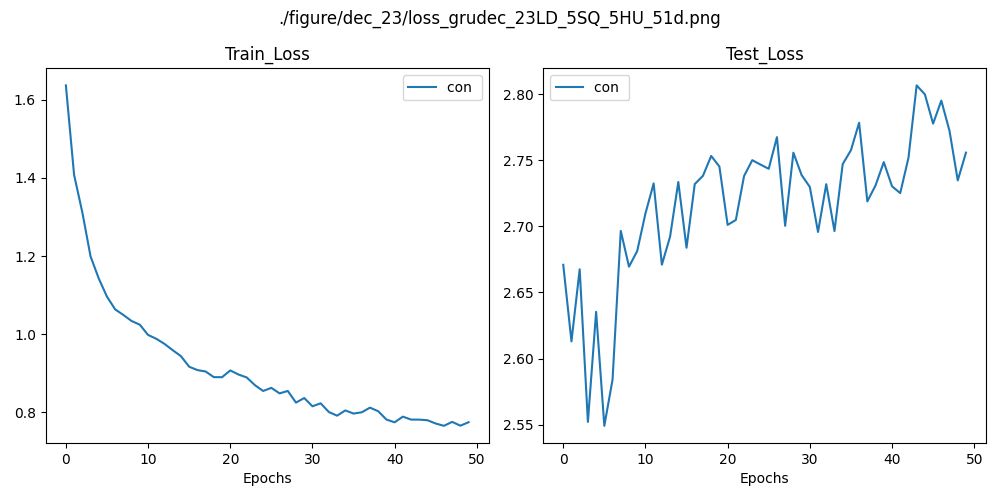 ./figure/dec_23/loss_grudec_23LD_5SQ_5HU_51d.png
Train_Loss
con
1.6
1.4
1.2
1.0
0.8
0 10 20 30 40 50
Epochs
Test_Loss
con
2.80
2.75
2.70
2.65
2.60
2.55
0 10 20 30 40 50
Epochs